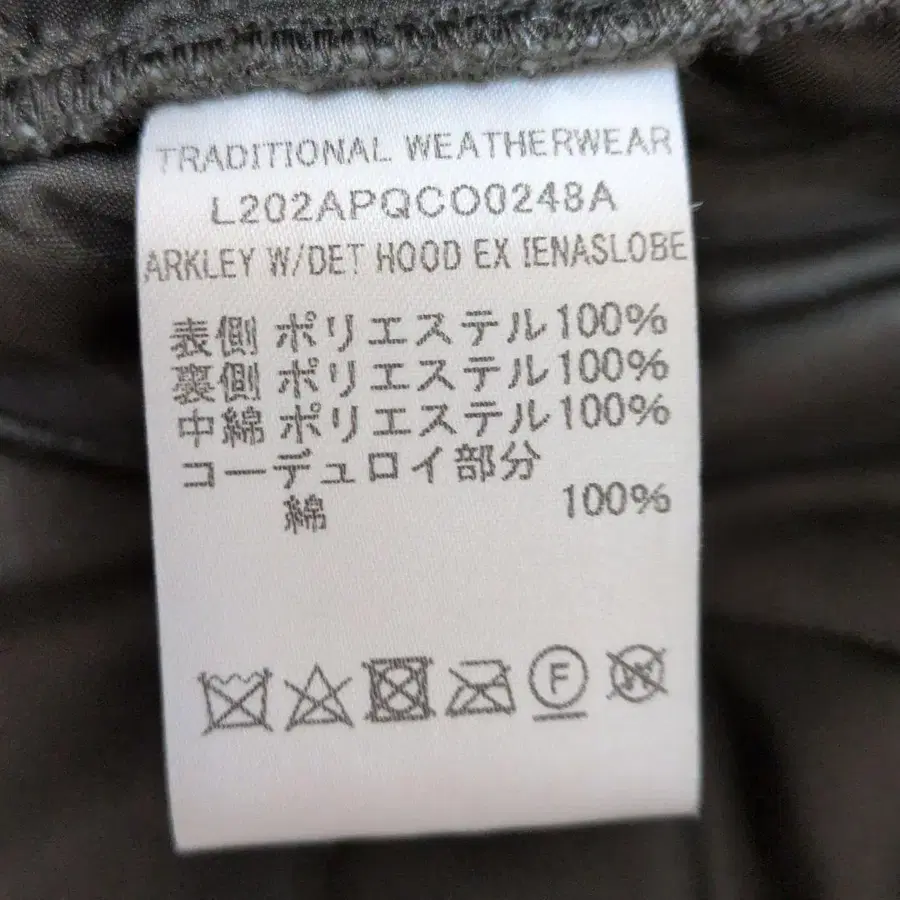 TRADITIONAL WEATHERWEAR
L202APQCO0248A
ARKLEY W/DET HOOD EX IENASLOBE
表側 ポリエステル100%
裏側 ポリエステル100%
中綿 ポリエステル100%
コーデュロイ部分
綿 100%
F W